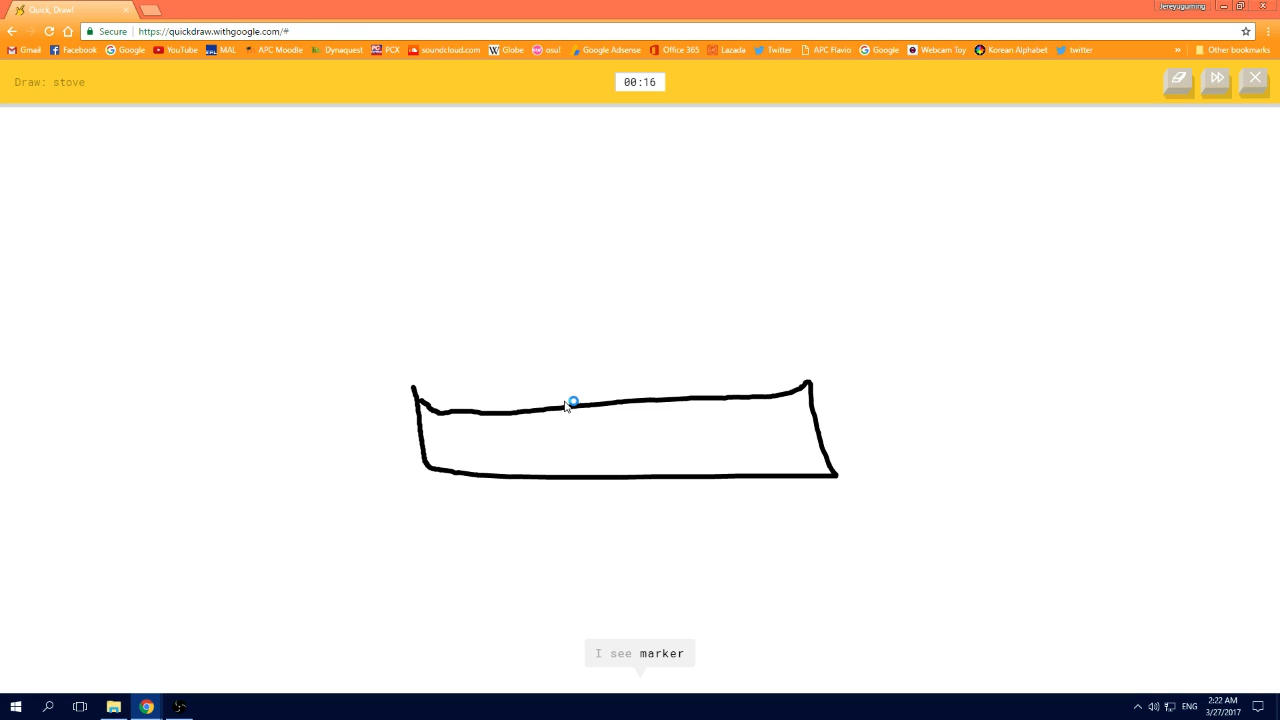 Quick, Draw!
Jereyuguming
Secure https://quickdraw.withgoogle.com/#
Gmail Facebook Google YouTube MAL APC Moodle Dynaquest PCX soundcloud.com Globe osu! Google Adsense Office 365 Lazada Twitter APC Flavio Google Webcam Toy Korean Alphabet twitter » Other bookmarks
Draw: stove
00:16
I see marker
ENG
2:22 AM
3/27/2017